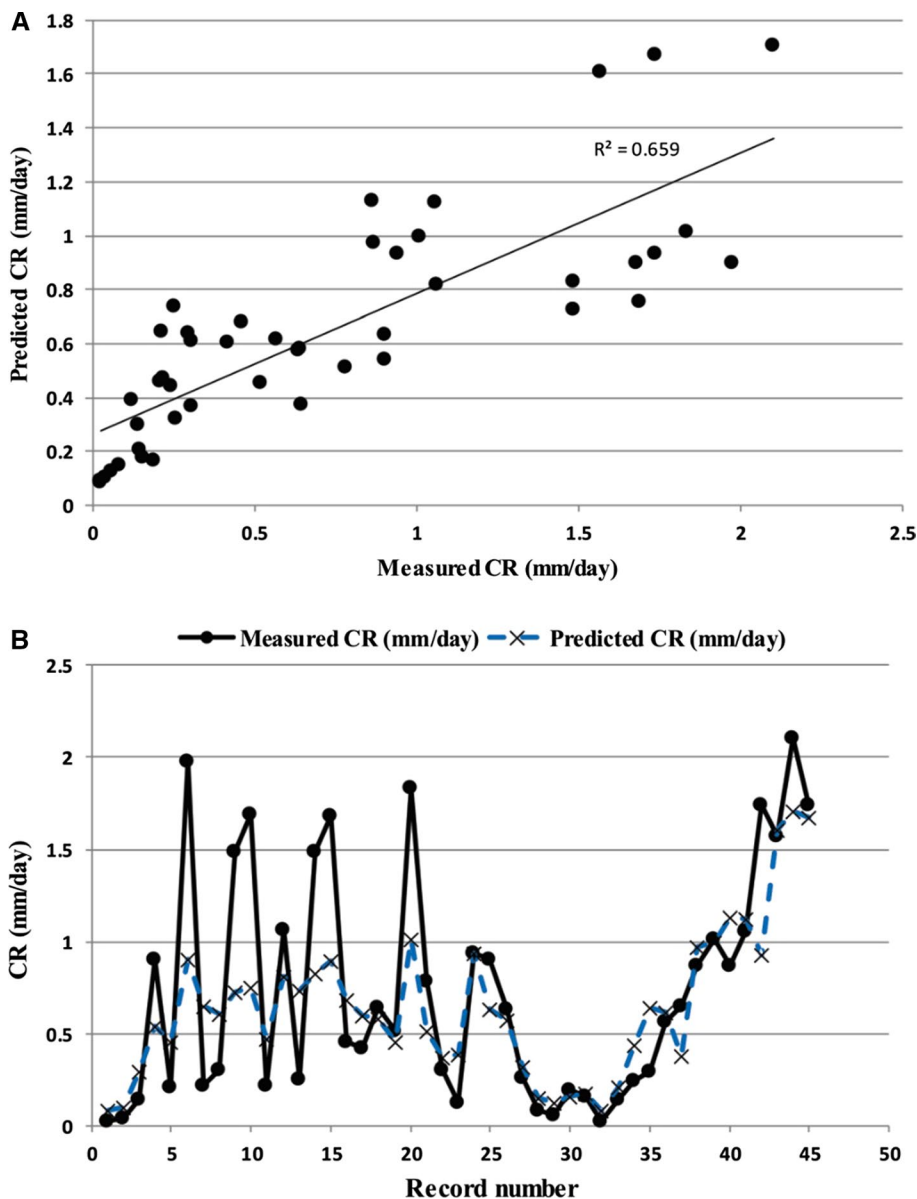 A
Predicted CR (mm/day)
1.8
1.6
1.4
1.2
1
0.8
0.6
0.4
0.2
0
R² = 0.659
0 0.5 1 1.5 2 2.5
Measured CR (mm/day)
B
Measured CR (mm/day) Predicted CR (mm/day)
CR (mm/day)
2.5
2
1.5
1
0.5
0
0 5 10 15 20 25 30 35 40 45 50
Record number